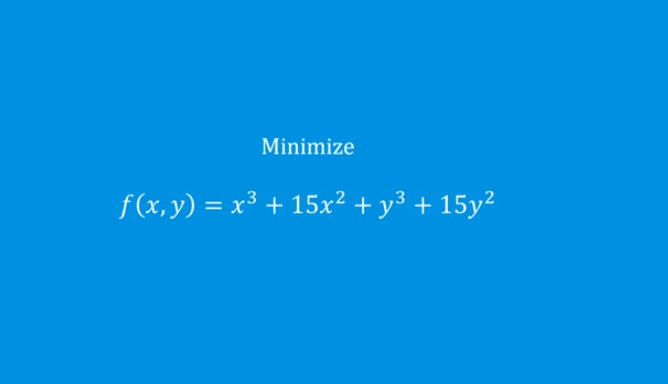 Minimize
f(x, y) = x³ + 15x² + y³ + 15y²